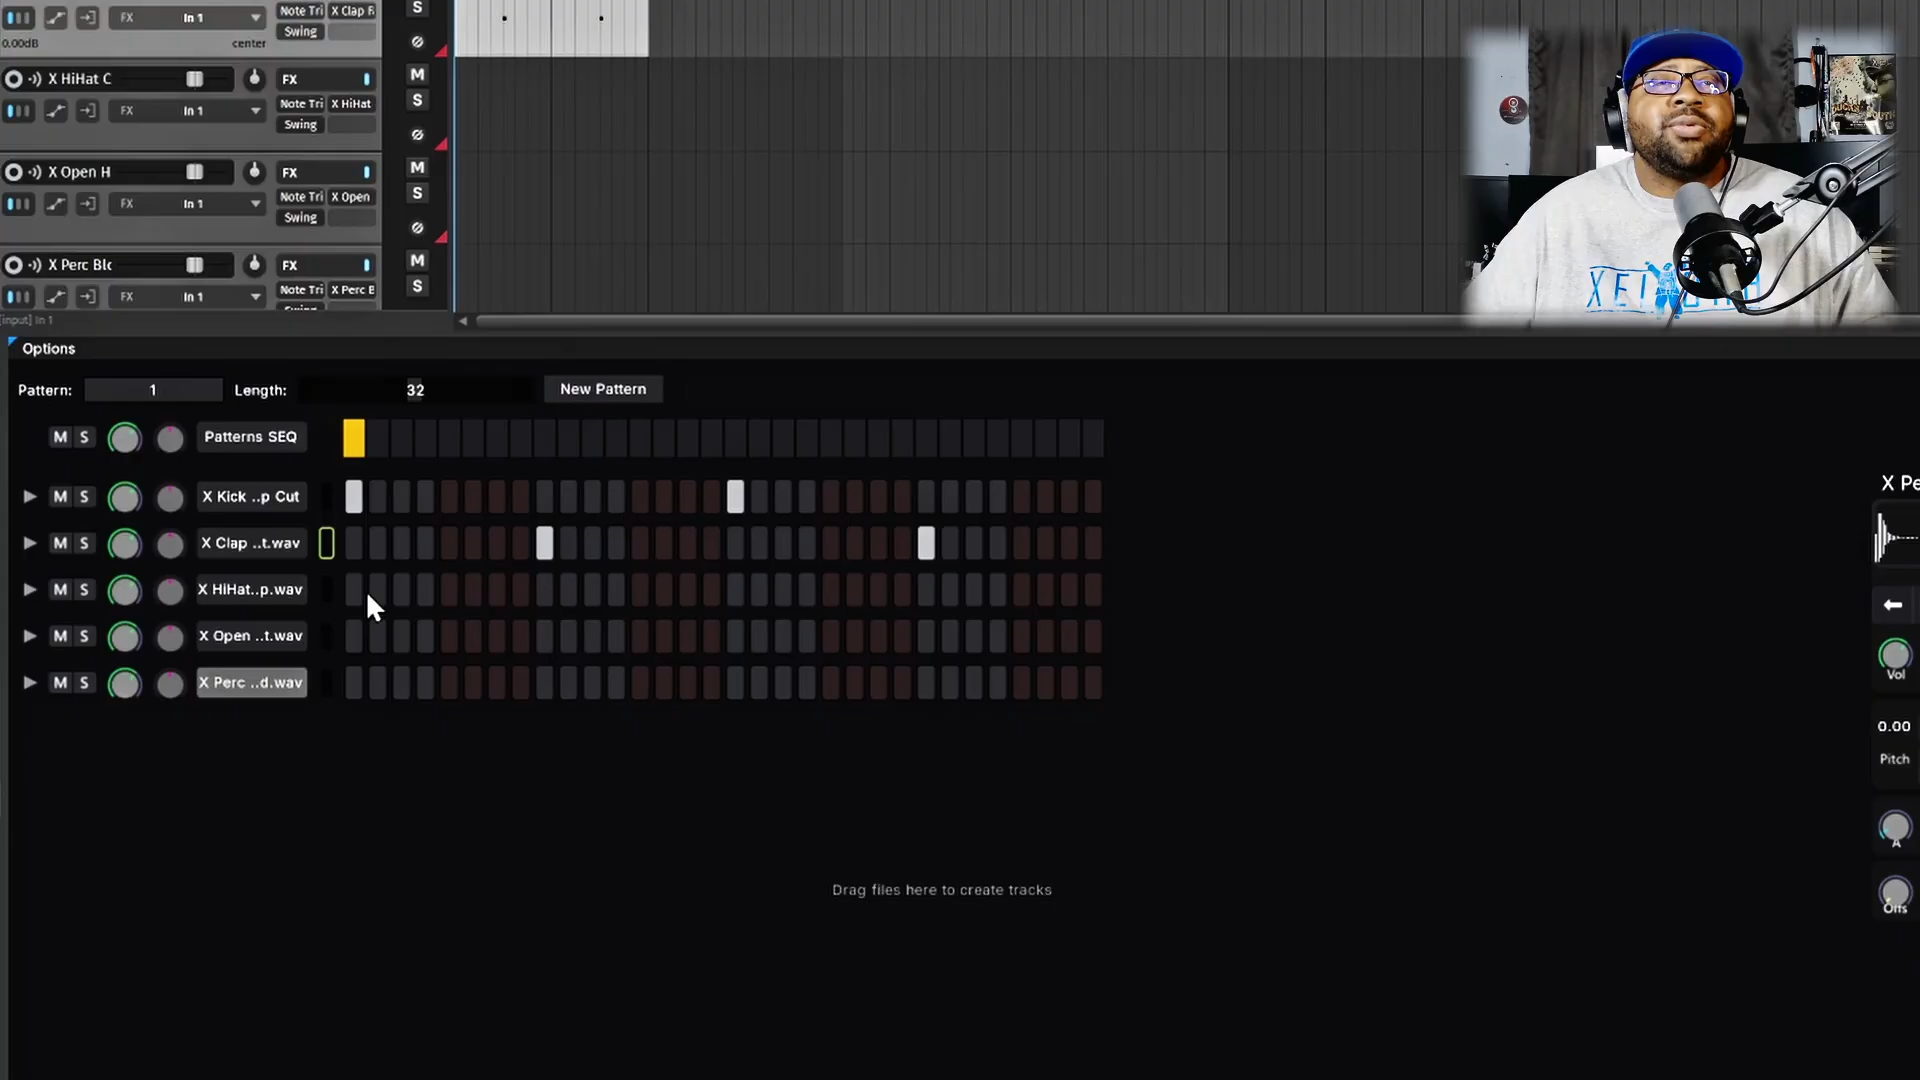 FX In 1 Note Tri X Clap S
Swing
0.00dB center
X HiHat C FX M
FX In 1 Note Tri X HiHat S
Swing
X Open H FX M
FX In 1 Note Tri X Open S
Swing
X Perc Blc FX M
FX In 1 Note Tri X Perc B S
[input] In 1
Options
Pattern: 1 Length: 32 New Pattern
M S Patterns SEQ
M S X Kick ..p Cut
M S X Clap ..t.wav
M S X HiHat..p.wav
M S X Open ..t.wav
M S X Perc ..d.wav
X Pe
Vol
0.00
Pitch
A
Offs
Drag files here to create tracks